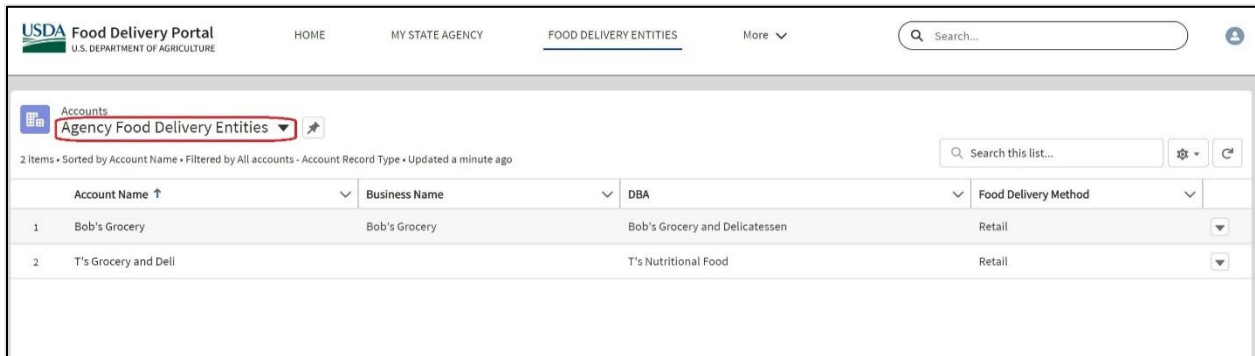 USDA Food Delivery Portal
U.S. DEPARTMENT OF AGRICULTURE
HOME MY STATE AGENCY FOOD DELIVERY ENTITIES More
Search...
Accounts
Agency Food Delivery Entities
2 items • Sorted by Account Name • Filtered by All accounts - Account Record Type • Updated a minute ago
Search this list...
Account Name Business Name DBA Food Delivery Method
1 Bob's Grocery Bob's Grocery Bob's Grocery and Delicatessen Retail
2 T's Grocery and Deli T's Nutritional Food Retail